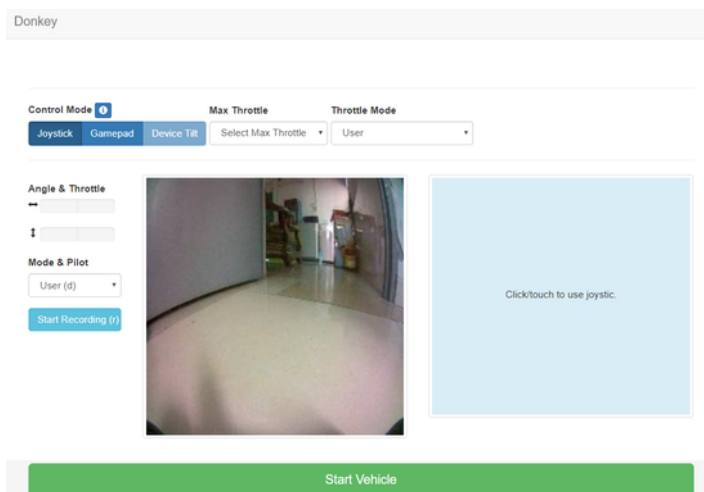 Donkey
Control Mode
Max Throttle
Throttle Mode
Joystick Gamepad Device Tilt
Select Max Throttle
User
Angle & Throttle
Mode & Pilot
User (d)
Start Recording (r)
Click/touch to use joystic.
Start Vehicle